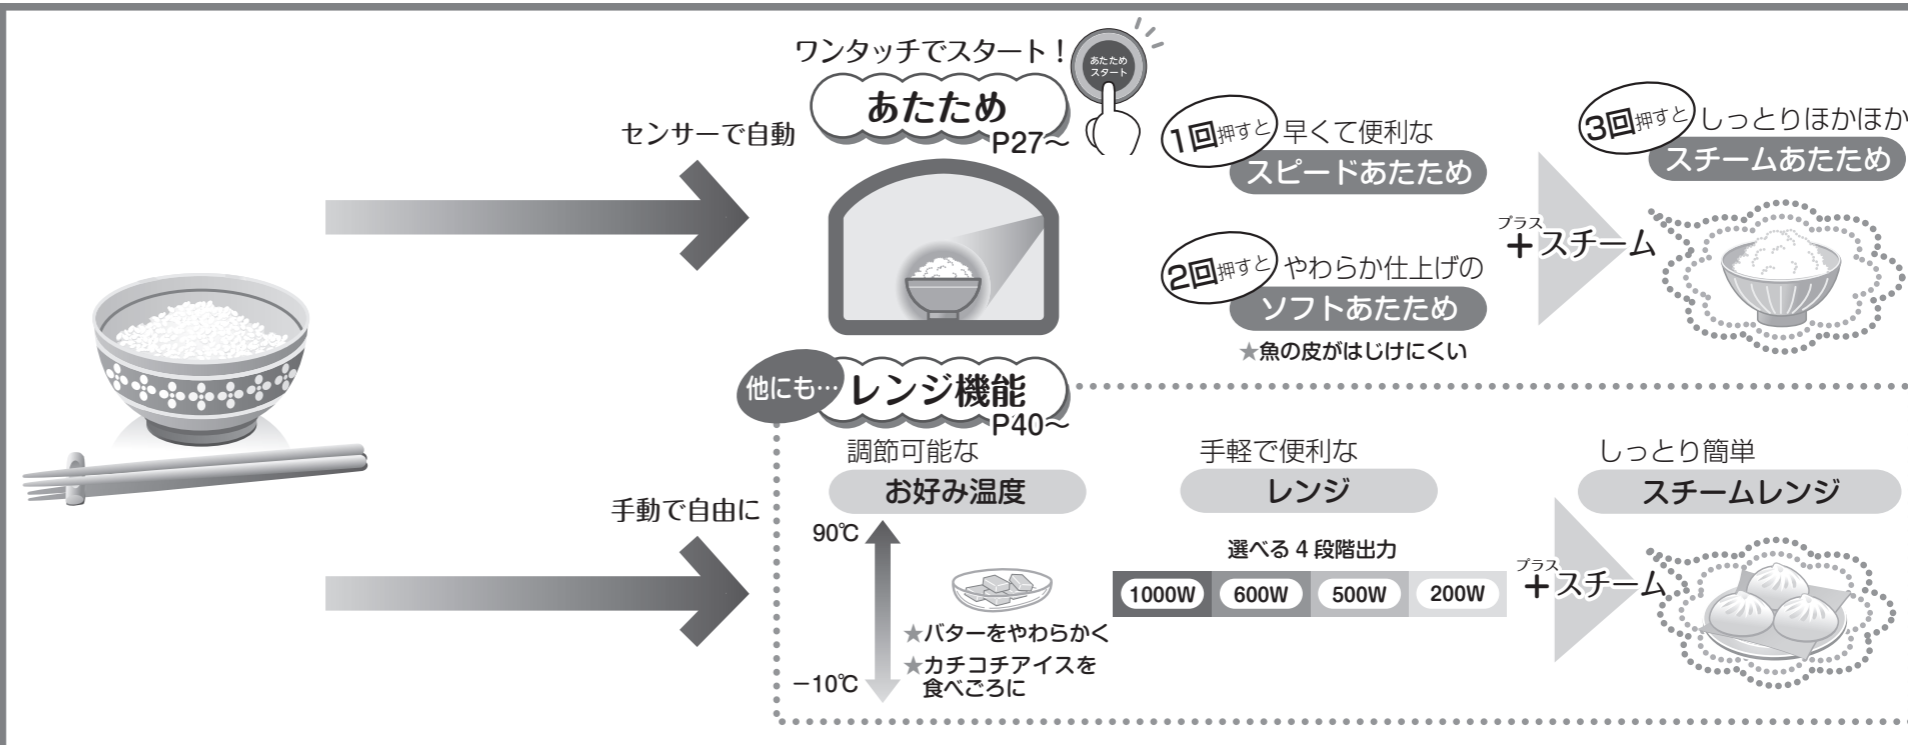 ワンタッチでスタート！
あたため
スタート
あたため
P27～
センサーで自動
1回押すと
早くて便利な
スピードあたため
2回押すと
やわらか仕上げの
ソフトあたため
★魚の皮がはじけにくい
プラス
＋スチーム
3回押すと
しっとりほかほか
スチームあたため
他にも…
レンジ機能
P40～
手動で自由に
調節可能な
お好み温度
90℃
－10℃
★バターをやわらかく
★カチコチアイスを
食べごろに
手軽で便利な
レンジ
選べる4段階出力
1000W 600W 500W 200W
プラス
＋スチーム
しっとり簡単
スチームレンジ